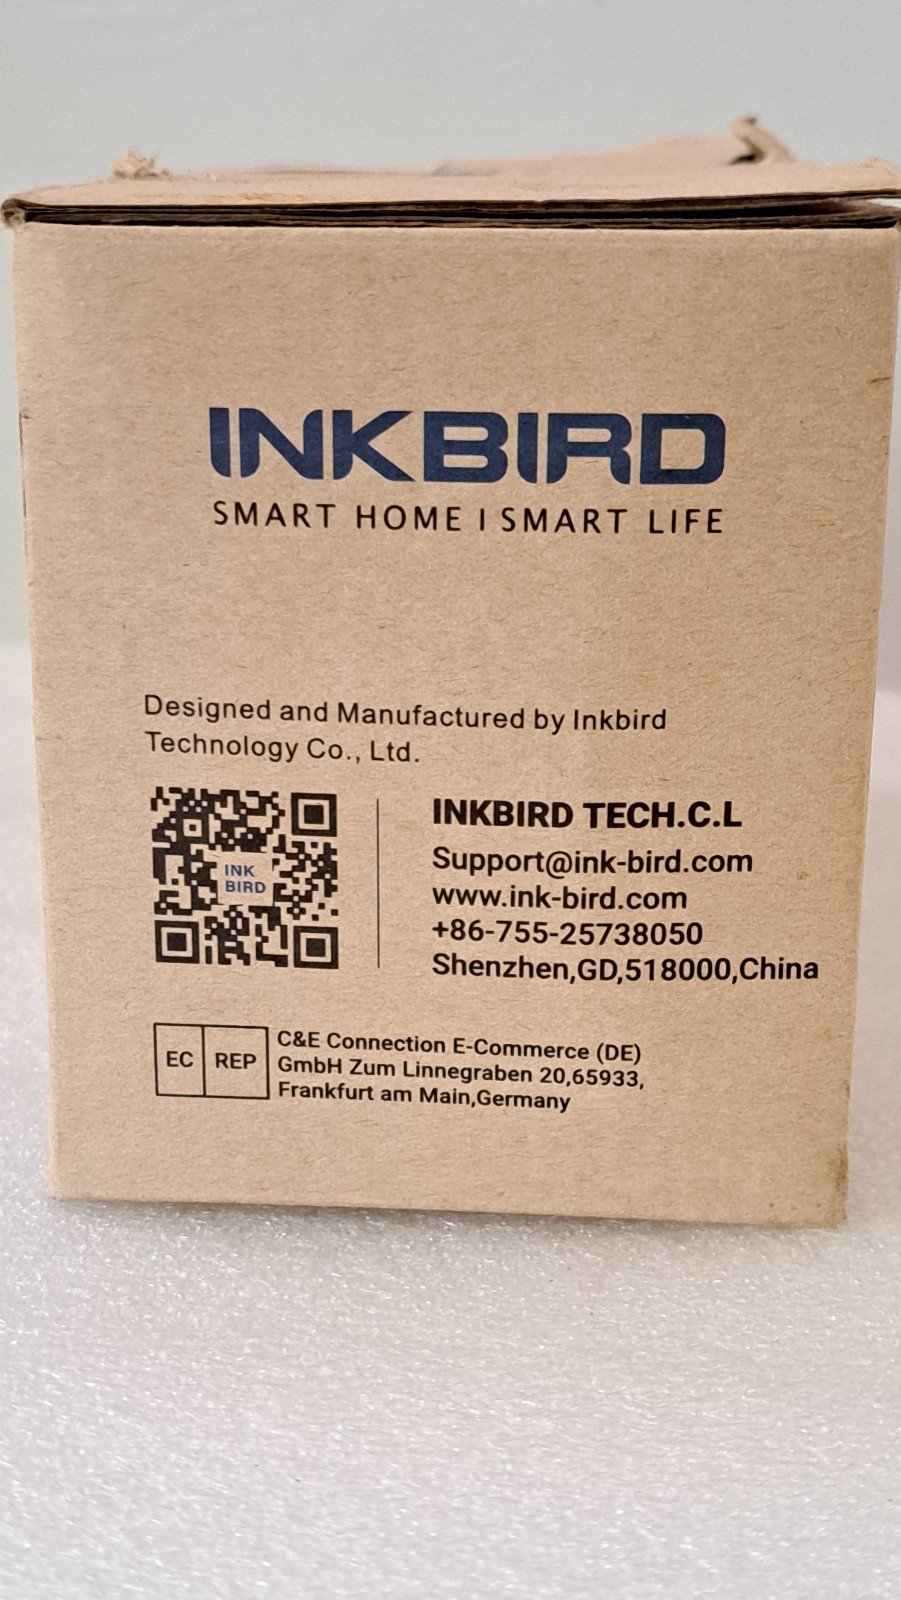 INKBIRD
SMART HOME | SMART LIFE
Designed and Manufactured by Inkbird
Technology Co., Ltd.
INK
BIRD
INKBIRD TECH.C.L
Support@ink-bird.com
www.ink-bird.com
+86-755-25738050
Shenzhen,GD,518000,China
EC REP
C&E Connection E-Commerce (DE)
GmbH Zum Linnegraben 20,65933,
Frankfurt am Main,Germany